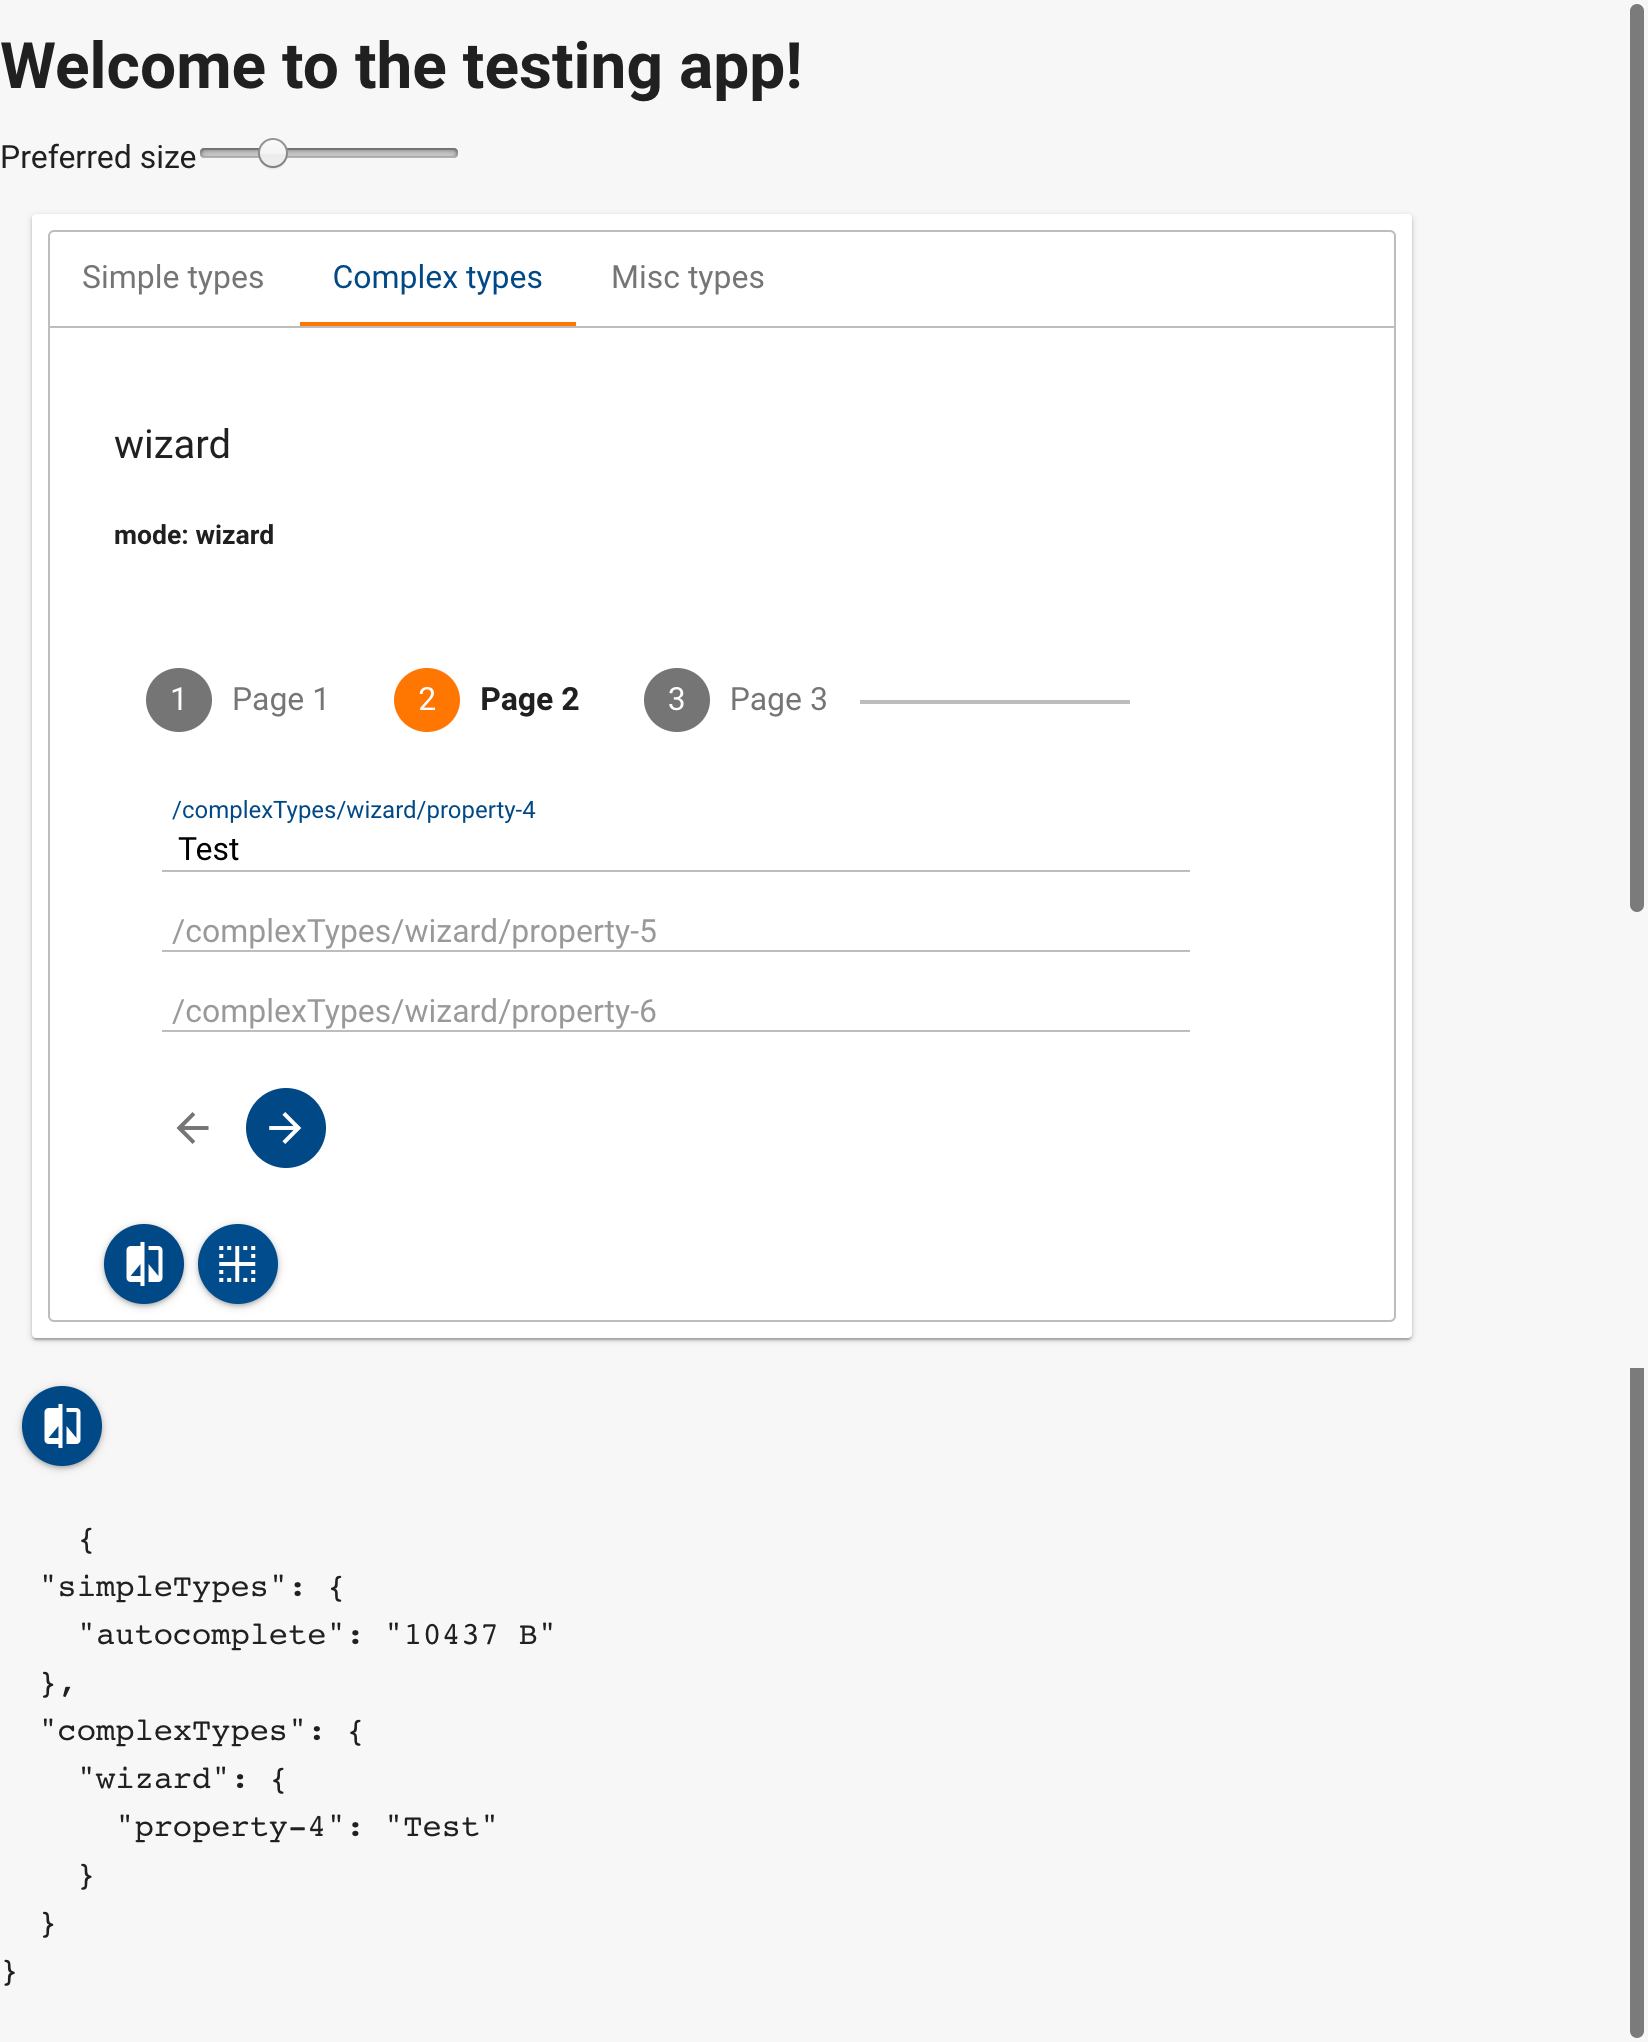 Welcome to the testing app!
Preferred size
Simple types Complex types Misc types
wizard
mode: wizard
1 Page 1 2 Page 2 3 Page 3
/complexTypes/wizard/property-4
Test
/complexTypes/wizard/property-5
/complexTypes/wizard/property-6
{
"simpleTypes": {
"autocomplete": "10437 B"
},
"complexTypes": {
"wizard": {
"property-4": "Test"
}
}
}